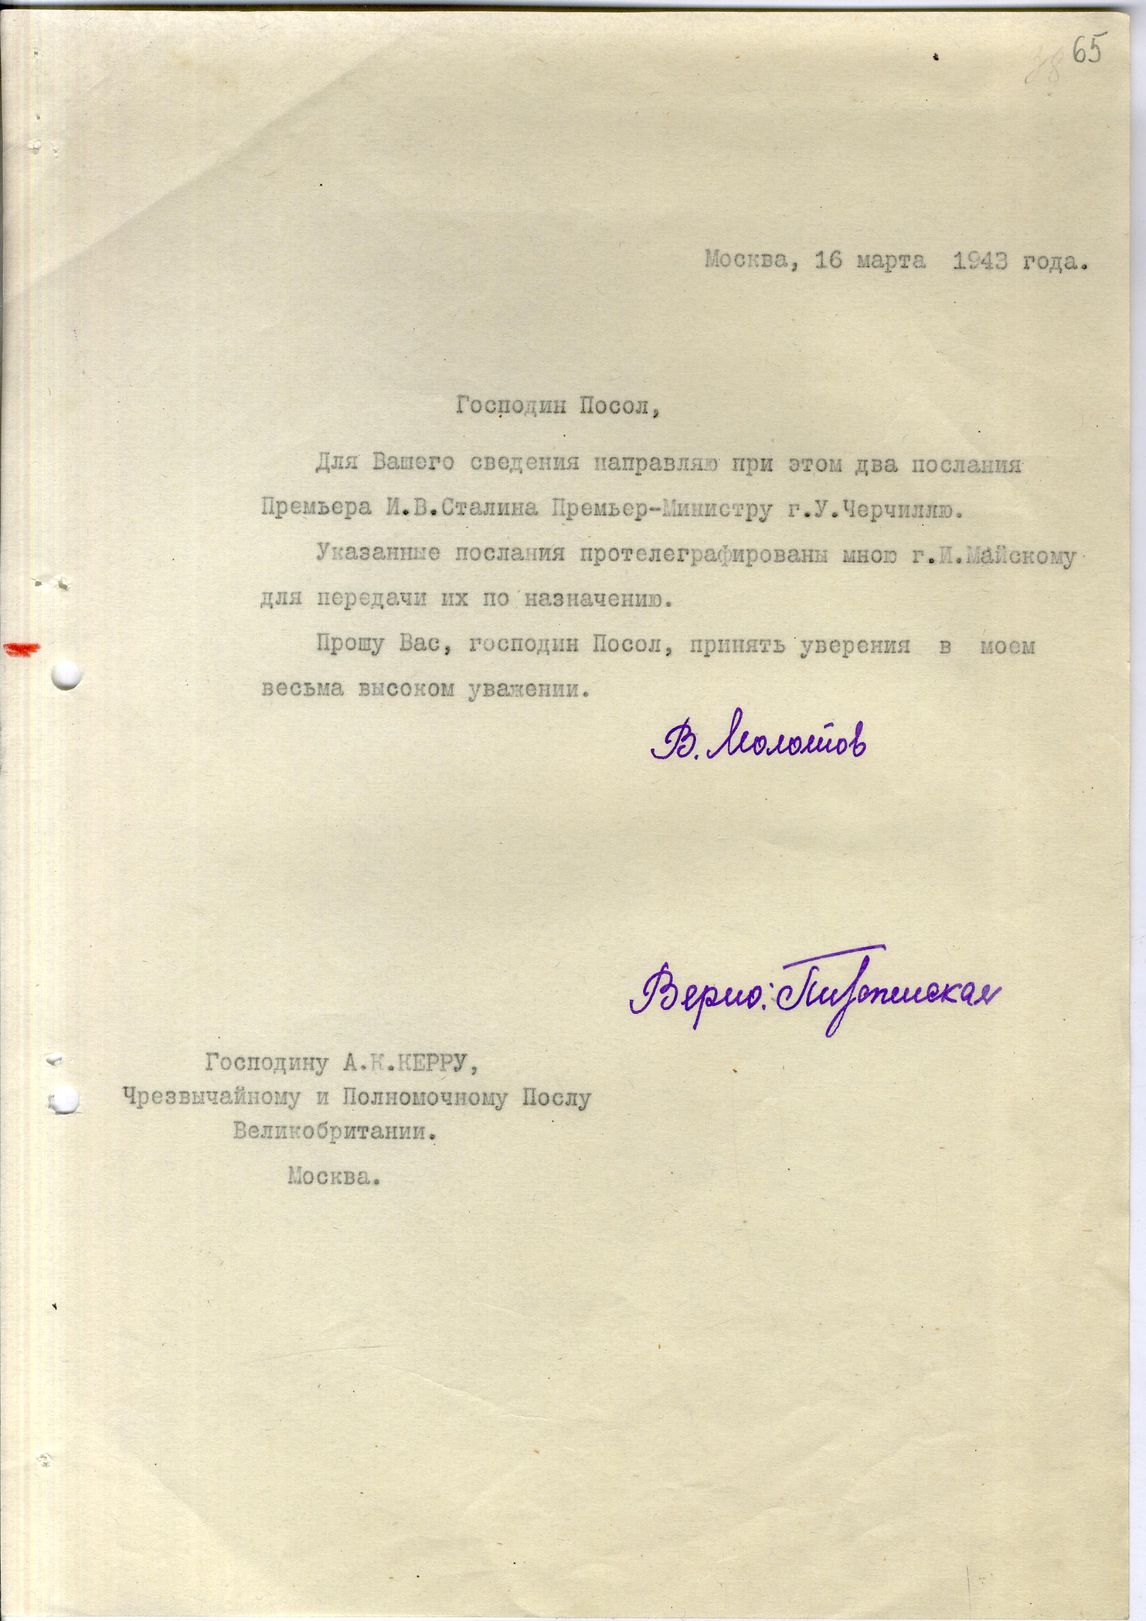 65
Москва, 16 марта 1943 года.
Господин Посол,
Для Вашего сведения направляю при этом два послания
Премьера И.В.Сталина Премьер-Министру г.У.Черчиллю.
Указанные послания протелеграфированы мною г.И.Майскому
для передачи их по назначению.
Прошу Вас, господин Посол, принять уверения в моем
весьма высоком уважении.
В. Молотов
Верно:
Господину А.К.КЕРРУ,
Чрезвычайному и Полномочному Послу
Великобритании.
Москва.